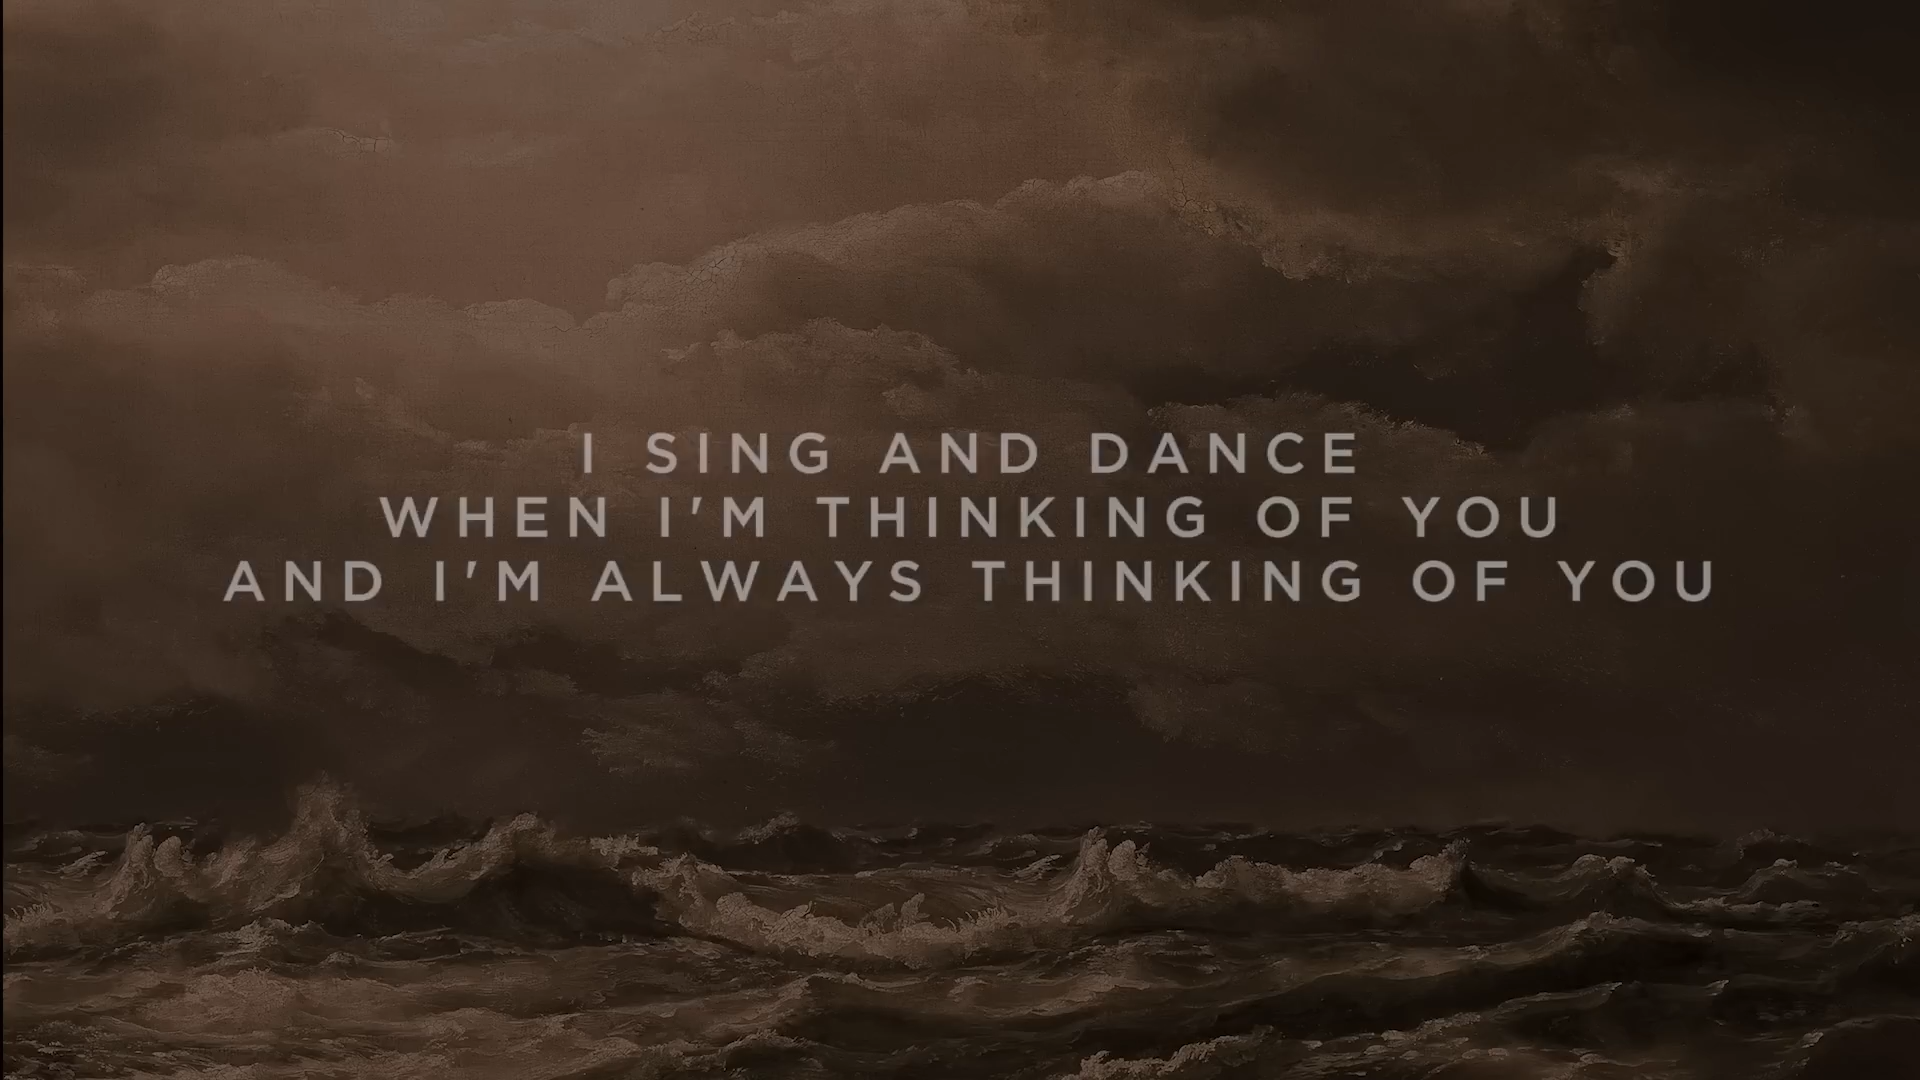 I SING AND DANCE
WHEN I'M THINKING OF YOU
AND I'M ALWAYS THINKING OF YOU